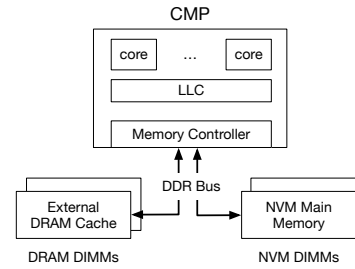 CMP
core ... core
LLC
Memory Controller
DDR Bus
External
DRAM Cache
NVM Main
Memory
DRAM DIMMs
NVM DIMMs